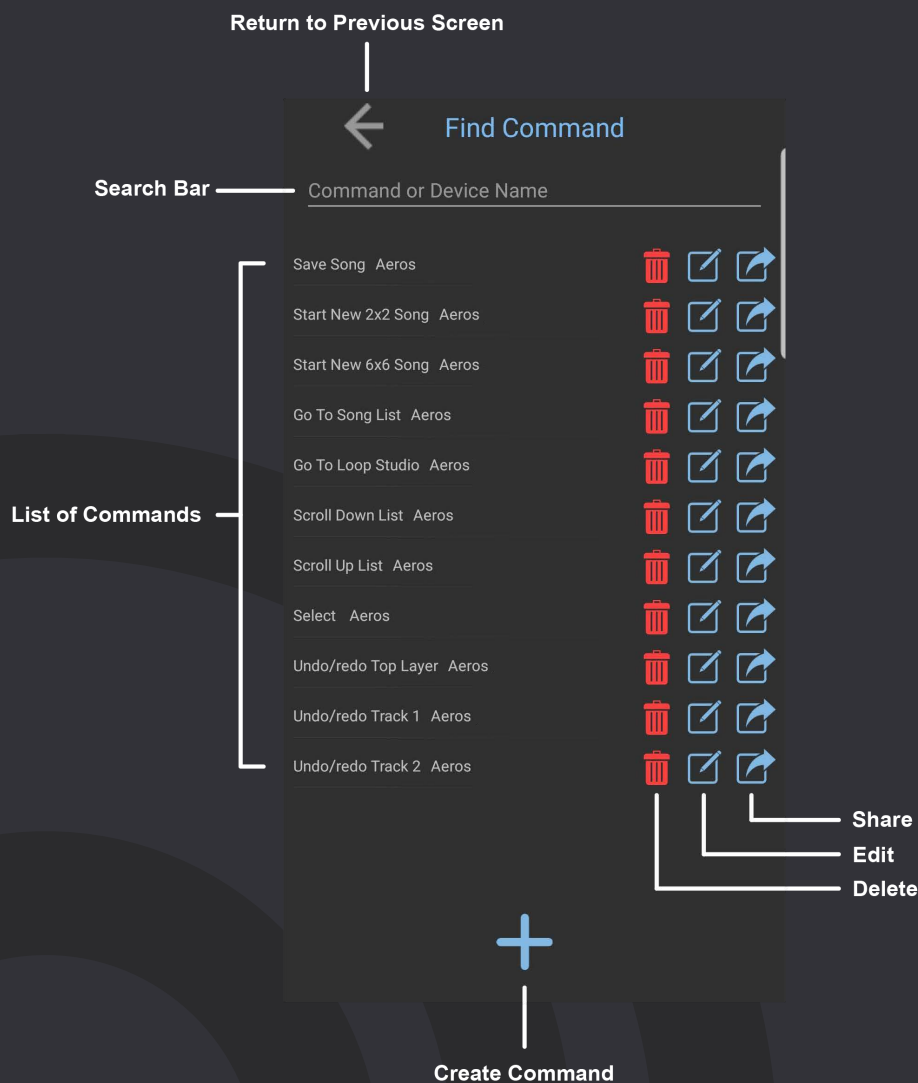 Return to Previous Screen
Find Command
Search Bar
Command or Device Name
Save Song Aeros
Start New 2x2 Song Aeros
Start New 6x6 Song Aeros
Go To Song List Aeros
Go To Loop Studio Aeros
List of Commands
Scroll Down List Aeros
Scroll Up List Aeros
Select Aeros
Undo/redo Top Layer Aeros
Undo/redo Track 1 Aeros
Undo/redo Track 2 Aeros
Share
Edit
Delete
Create Command